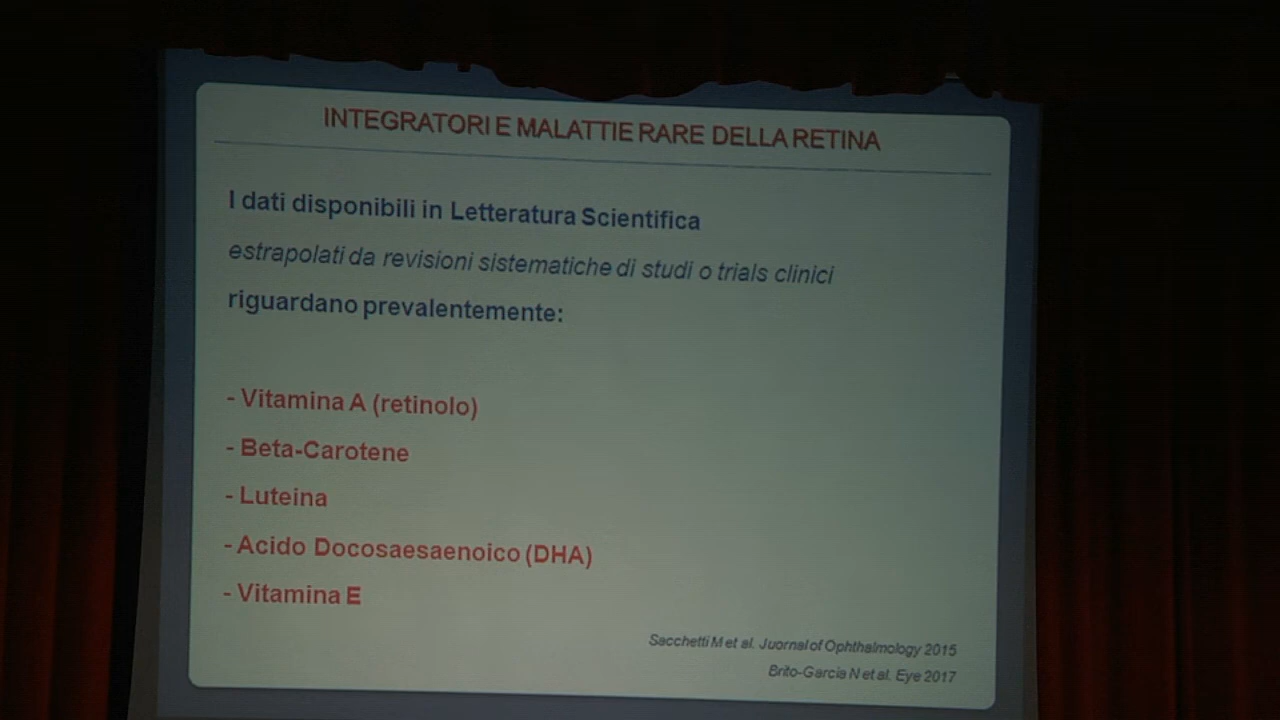 INTEGRATORI E MALATTIE RARE DELLA RETINA
I dati disponibili in Letteratura Scientifica
estrapolati da revisioni sistematiche di studi o trials clinici
riguardano prevalentemente:
- Vitamina A (retinolo)
- Beta-Carotene
- Luteina
- Acido Docosaesaenoico (DHA)
- Vitamina E
Sacchetti M et al. Juornal of Ophthalmology 2015
Brito-Garcia N et al. Eye 2017